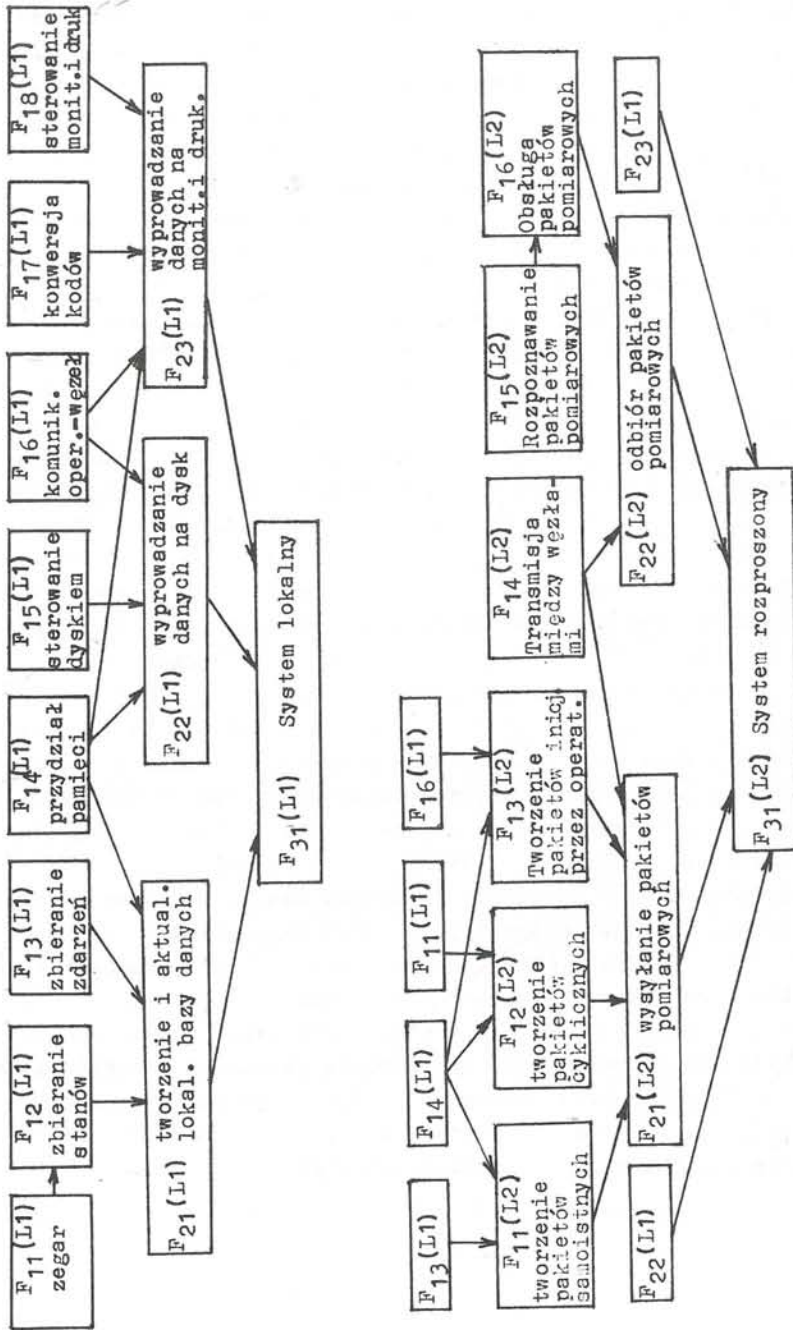 F11(L1)
zegar
F12(L1)
zbieranie
stanów
F13(L1)
zbieranie
zdarzeń
F14(L1)
przydział
pamięci
F15(L1)
sterowanie
dyskiem
F16(L1)
komunik.
oper.-węzeł
F17(L1)
konwersja
kodów
F18(L1)
sterowanie
monit.i druk
F21(L1) tworzenie i aktual.
lokal. bazy danych
F22(L1) wyprowadzanie
danych na dysk
F23(L1) wyprowadzanie
danych na
monit.i druk.
F31(L1) System lokalny
F13(L1)
F14(L1)
F11(L1)
F16(L1)
F11(L2)
tworzenie
pakietów
samoistnych
F12(L2)
tworzenie
pakietów
cyklicznych
F13(L2)
Tworzenie
pakietów inicj.
przez operat.
F14(L2)
Transmisja
między węzła-
mi
F15(L2)
Rozpoznawanie
pakietów
pomiarowych
F16(L2)
Obsługa
pakietów
pomiarowych
F22(L1)
F21(L2) wysyłanie pakietów
pomiarowych
F22(L2) odbiór pakietów
pomiarowych
F23(L1)
F31(L2) System rozproszony